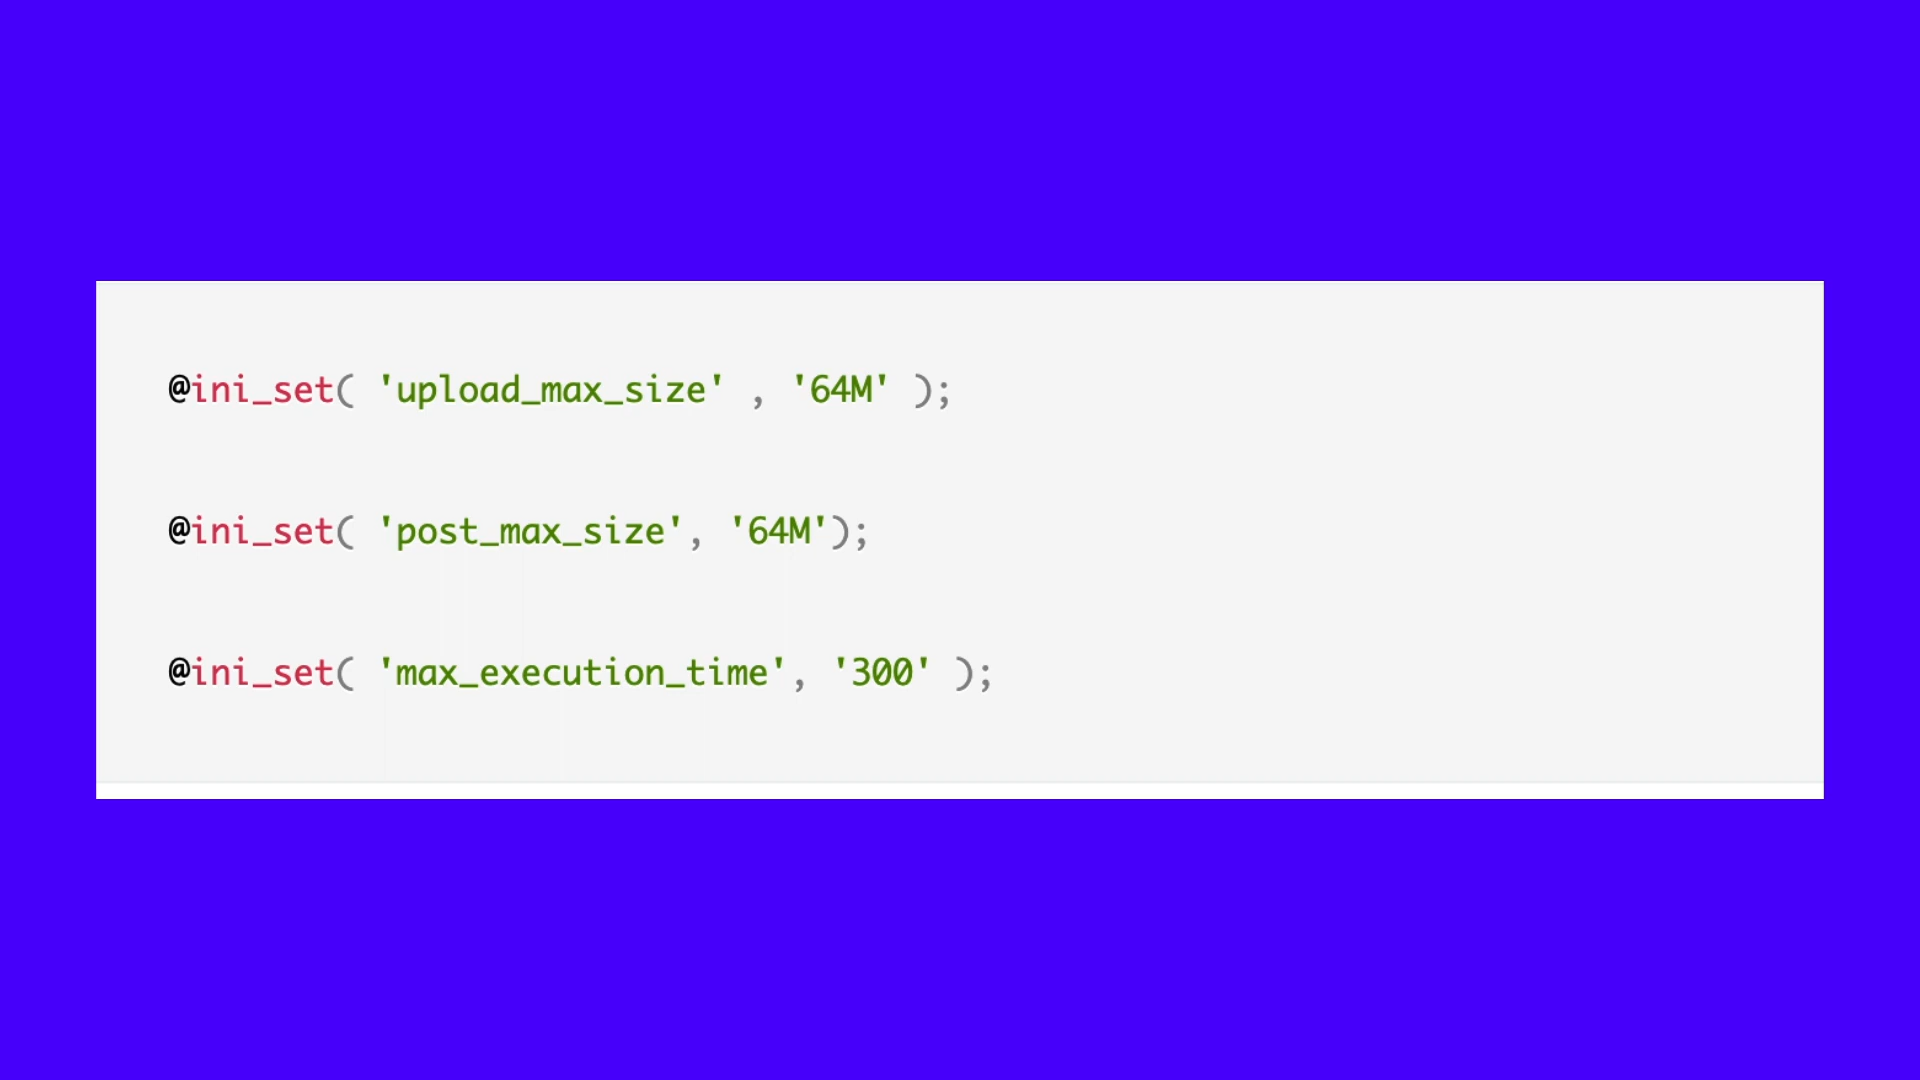 @ini_set( 'upload_max_size' , '64M' );
@ini_set( 'post_max_size', '64M');
@ini_set( 'max_execution_time', '300' );